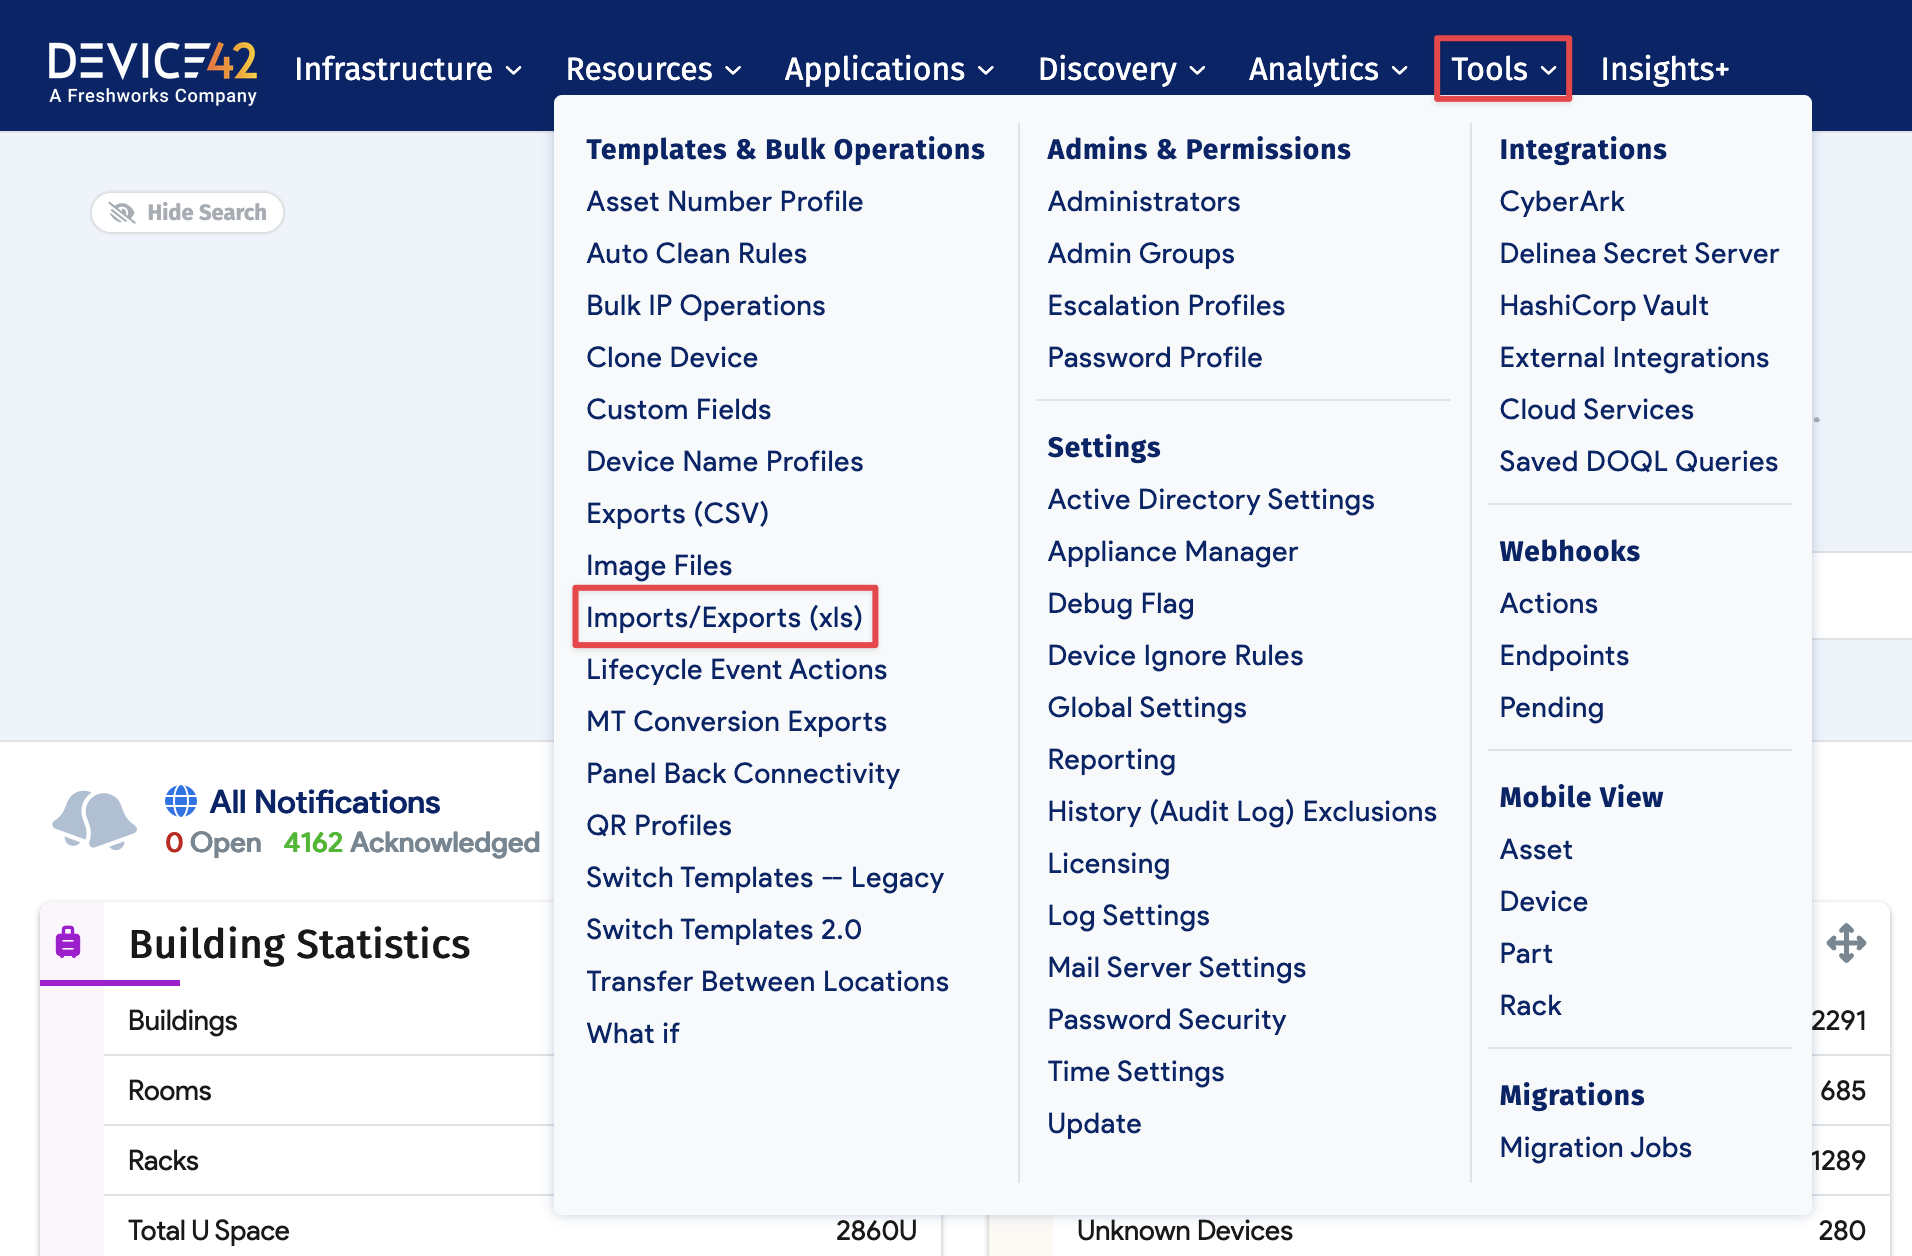 DEVICE42
A Freshworks Company
Infrastructure
Resources
Applications
Discovery
Analytics
Tools
Insights+
Hide Search
Templates & Bulk Operations
Asset Number Profile
Auto Clean Rules
Bulk IP Operations
Clone Device
Custom Fields
Device Name Profiles
Exports (CSV)
Image Files
Imports/Exports (xls)
Lifecycle Event Actions
MT Conversion Exports
Panel Back Connectivity
QR Profiles
Switch Templates -- Legacy
Switch Templates 2.0
Transfer Between Locations
What if
Admins & Permissions
Administrators
Admin Groups
Escalation Profiles
Password Profile
Settings
Active Directory Settings
Appliance Manager
Debug Flag
Device Ignore Rules
Global Settings
Reporting
History (Audit Log) Exclusions
Licensing
Log Settings
Mail Server Settings
Password Security
Time Settings
Update
Integrations
CyberArk
Delinea Secret Server
HashiCorp Vault
External Integrations
Cloud Services
Saved DOQL Queries
Webhooks
Actions
Endpoints
Pending
Mobile View
Asset
Device
Part
Rack
Migrations
Migration Jobs
All Notifications
0 Open 4162 Acknowledged
Building Statistics
Buildings
Rooms
Racks
Total U Space 2860U
2291
685
1289
Unknown Devices 280